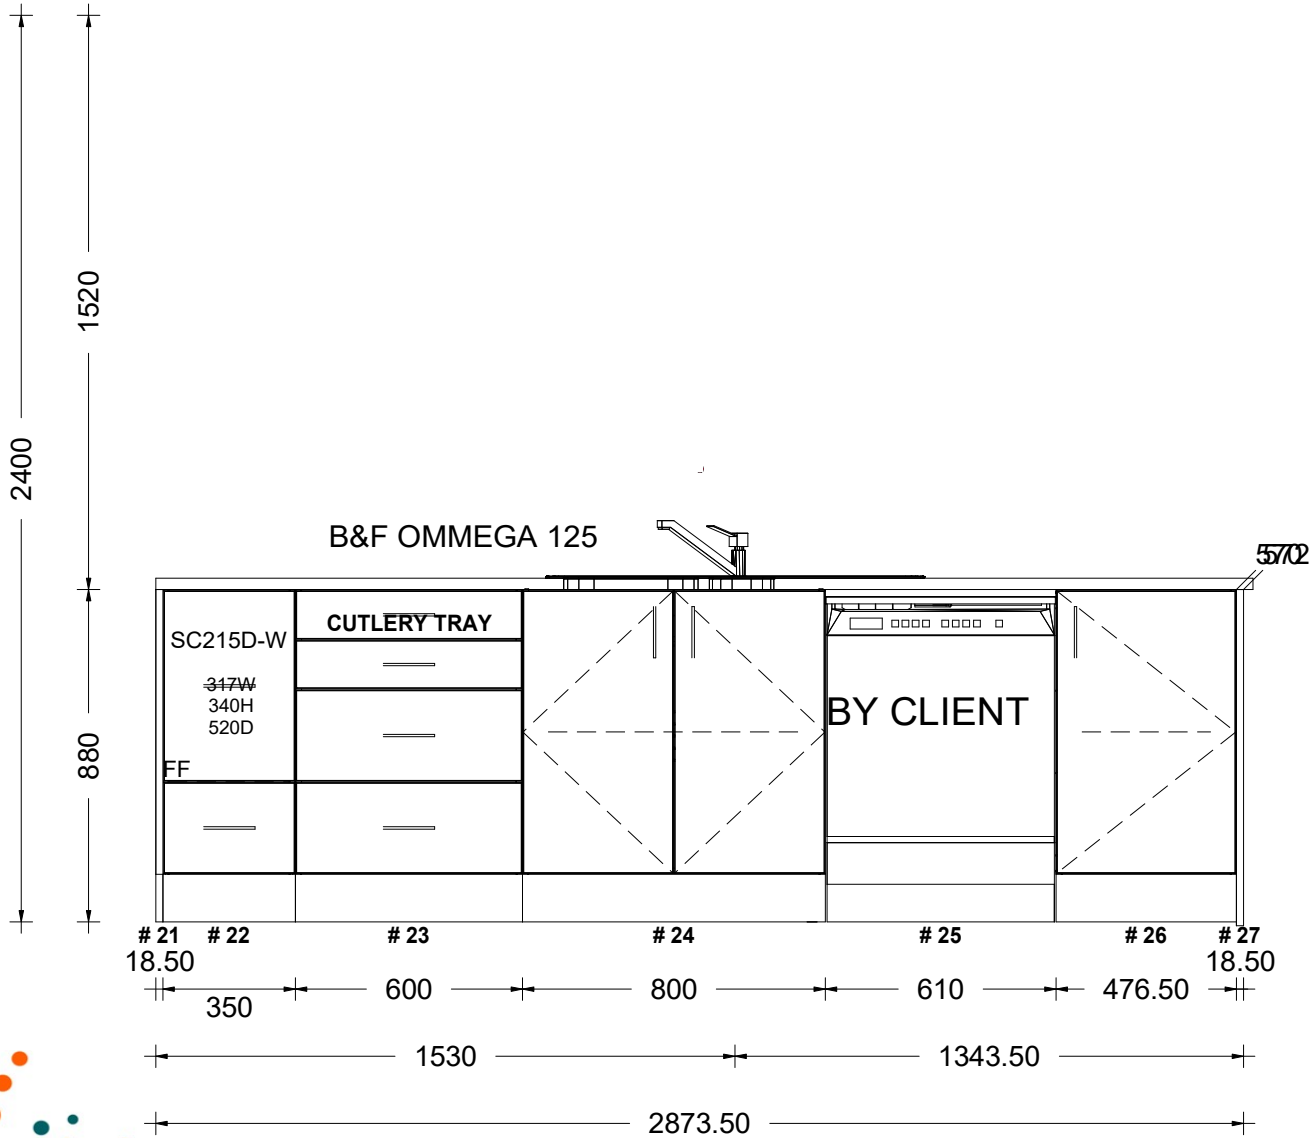 1520
2400
B&F OMMEGA 125
CUTLERY TRAY
SC215D-W
317W
340H
520D
BY CLIENT
FF
880
# 21 # 22 # 23 # 24 # 25 # 26 # 27
18.50 18.50
350 600 800 610 476.50
1530 1343.50
2873.50